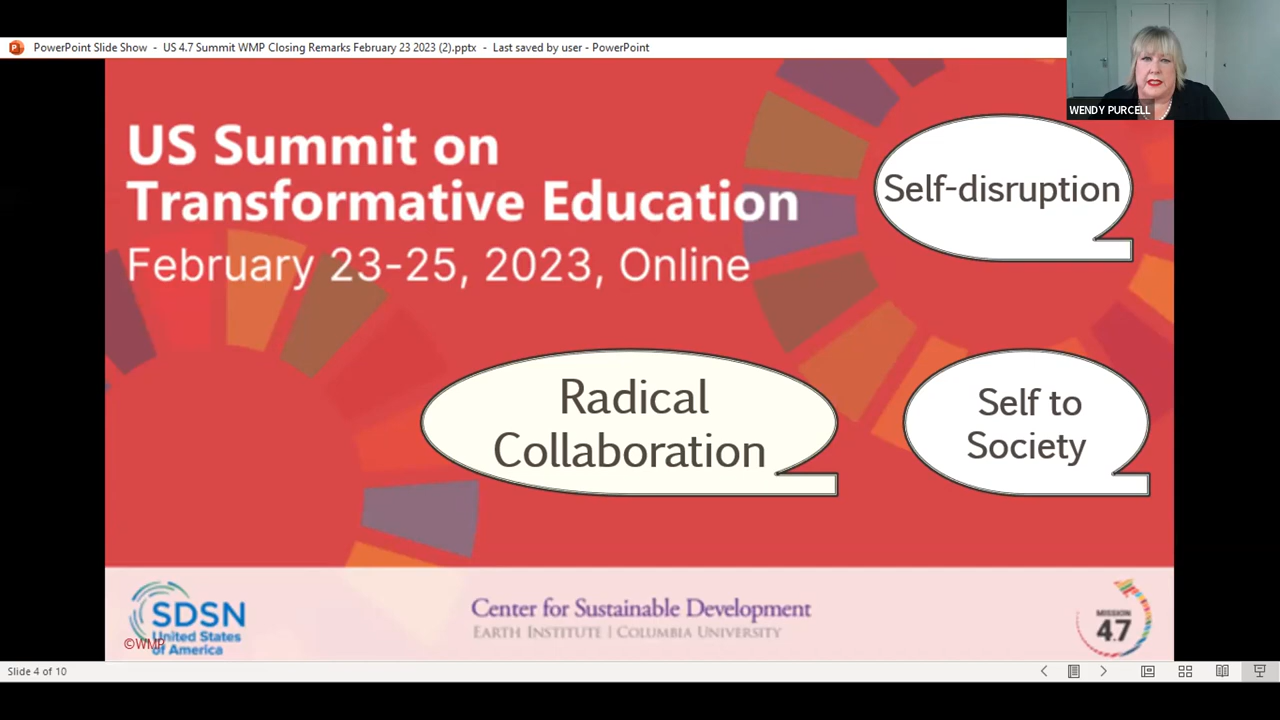 PowerPoint Slide Show - US 4.7 Summit WMP Closing Remarks February 23 2023 (2).pptx - Last saved by user - PowerPoint
WENDY PURCELL
US Summit on
Transformative Education
February 23-25, 2023, Online
Self-disruption
Radical
Collaboration
Self to
Society
SDSN
United States
of America
©WMP
Center for Sustainable Development
EARTH INSTITUTE | COLUMBIA UNIVERSITY
MISSION
4.7
Slide 4 of 10